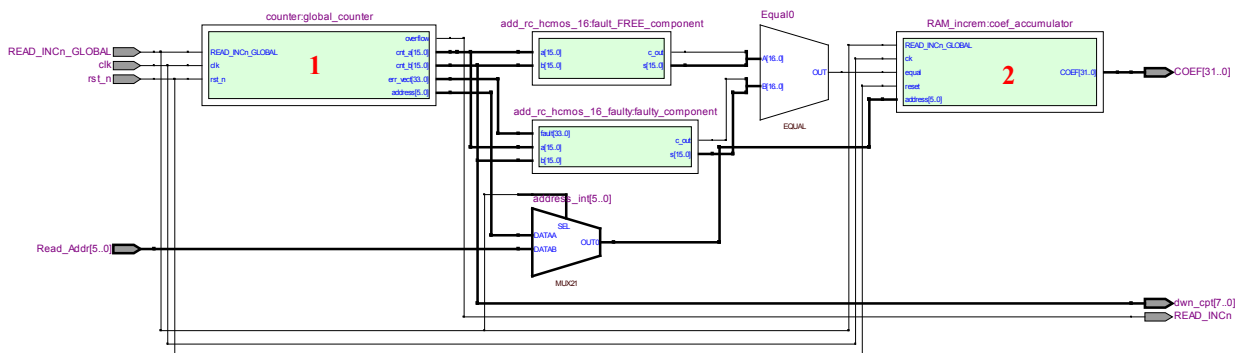 counter:global_counter
READ_INCn_GLOBAL
clk
rst_n
READ_INCn_GLOBAL
clk
rst_n
1
overflow
cnt_a[15..0]
cnt_b[15..0]
err_vect[33..0]
address[5..0]
add_rc_hcmos_16:fault_FREE_component
a[15..0]
b[15..0]
c_out
s[15..0]
add_rc_hcmos_16_faulty:faulty_component
fault[33..0]
a[15..0]
b[15..0]
c_out
s[15..0]
Equal0
A[16..0]
B[16..0]
OUT
EQUAL
RAM_increm:coef_accumulator
READ_INCn_GLOBAL
ck
equal
reset
address[5..0]
2
COEF[31..0]
COEF[31..0]
address_int[5..0]
SEL
DATAA
DATAB
OUT0
MUX21
Read_Addr[5..0]
dwn_cpt[7..0]
READ_INCn